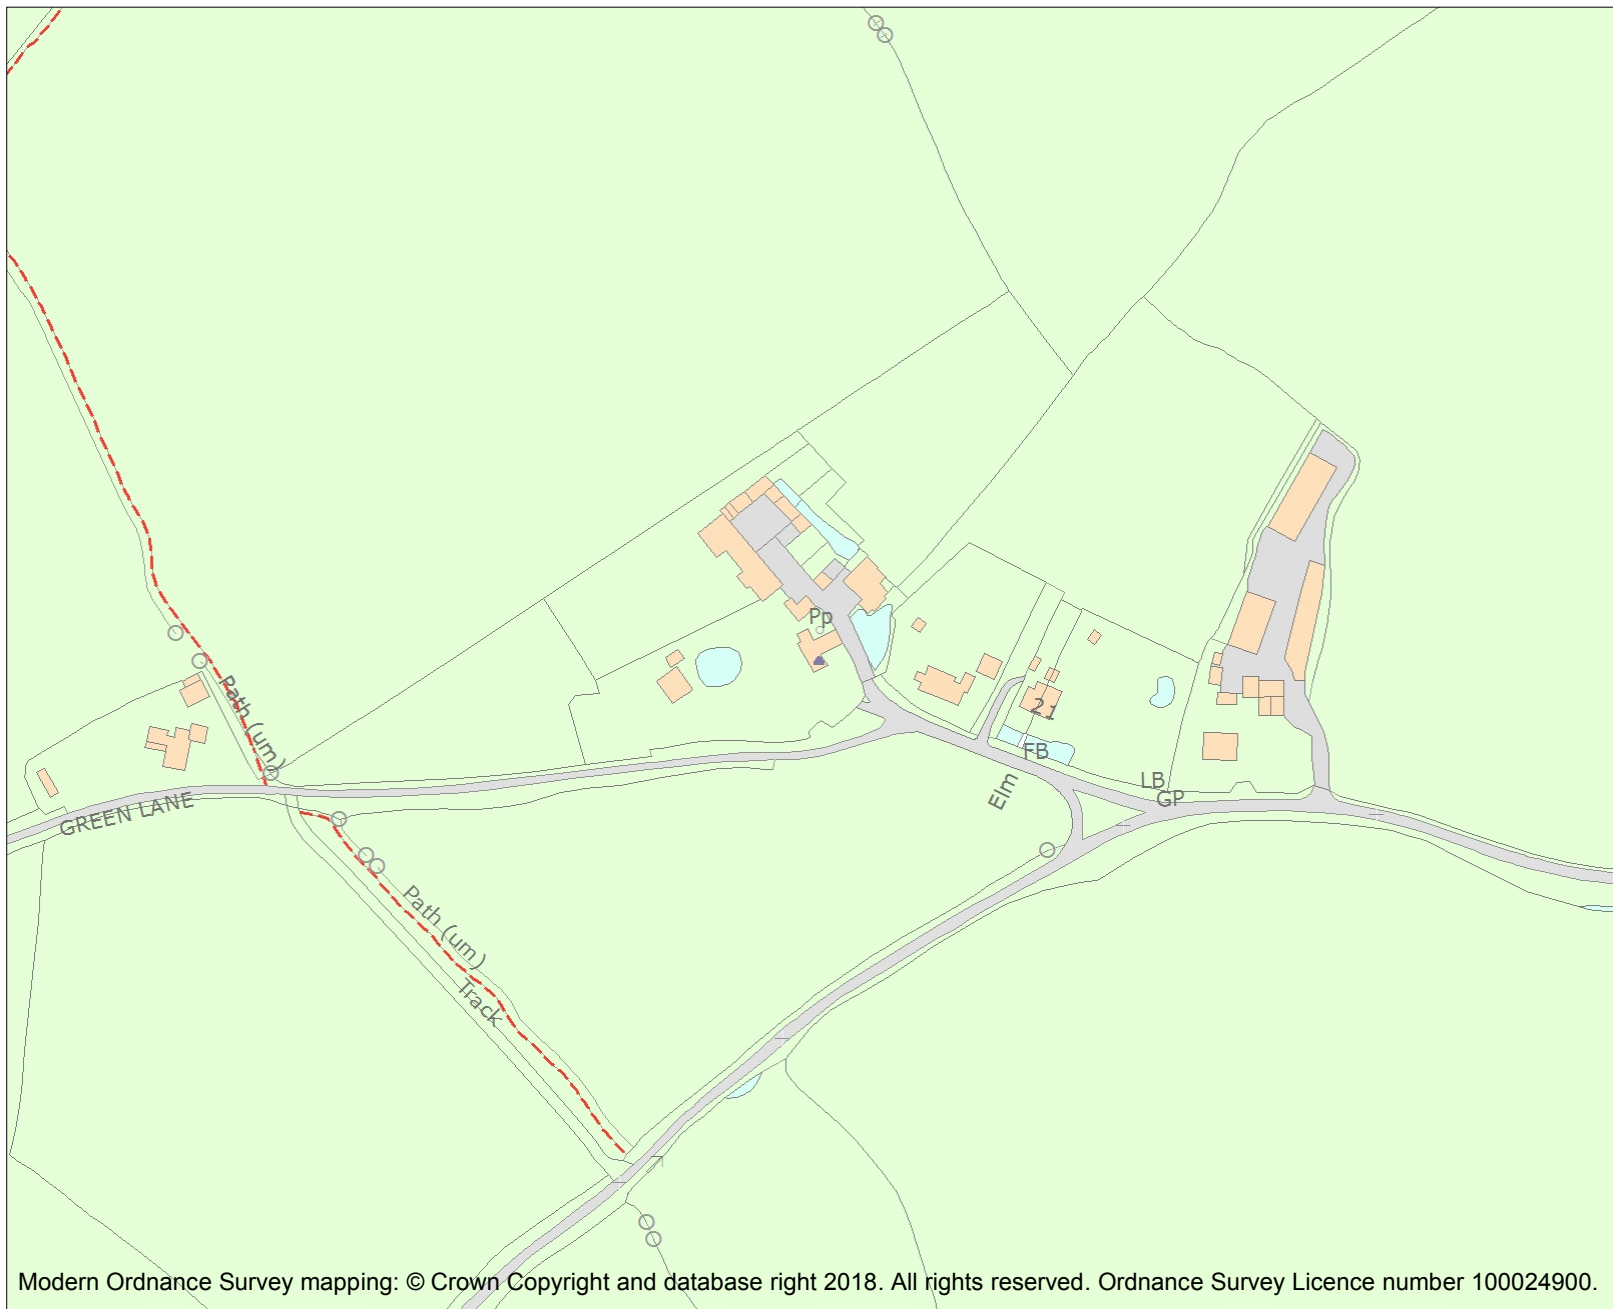 Pp
Path (um)
21
FB
Elm
LB
GP
GREEN LANE
Path (um)
Track
Modern Ordnance Survey mapping: © Crown Copyright and database right 2018. All rights reserved. Ordnance Survey Licence number 100024900.